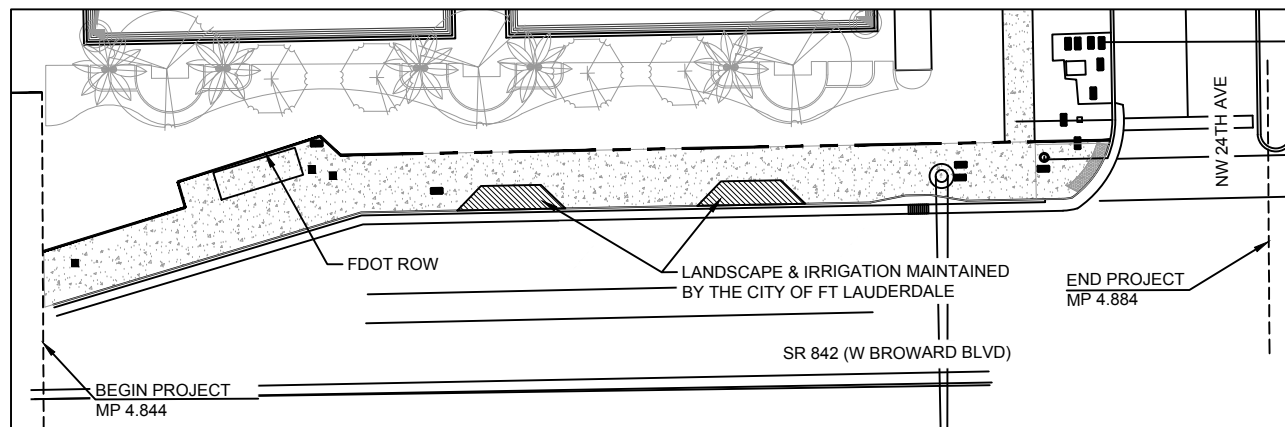 NW 24TH AVE
FDOT ROW
LANDSCAPE & IRRIGATION MAINTAINED
BY THE CITY OF FT LAUDERDALE
END PROJECT
MP 4.884
SR 842 (W BROWARD BLVD)
BEGIN PROJECT
MP 4.844